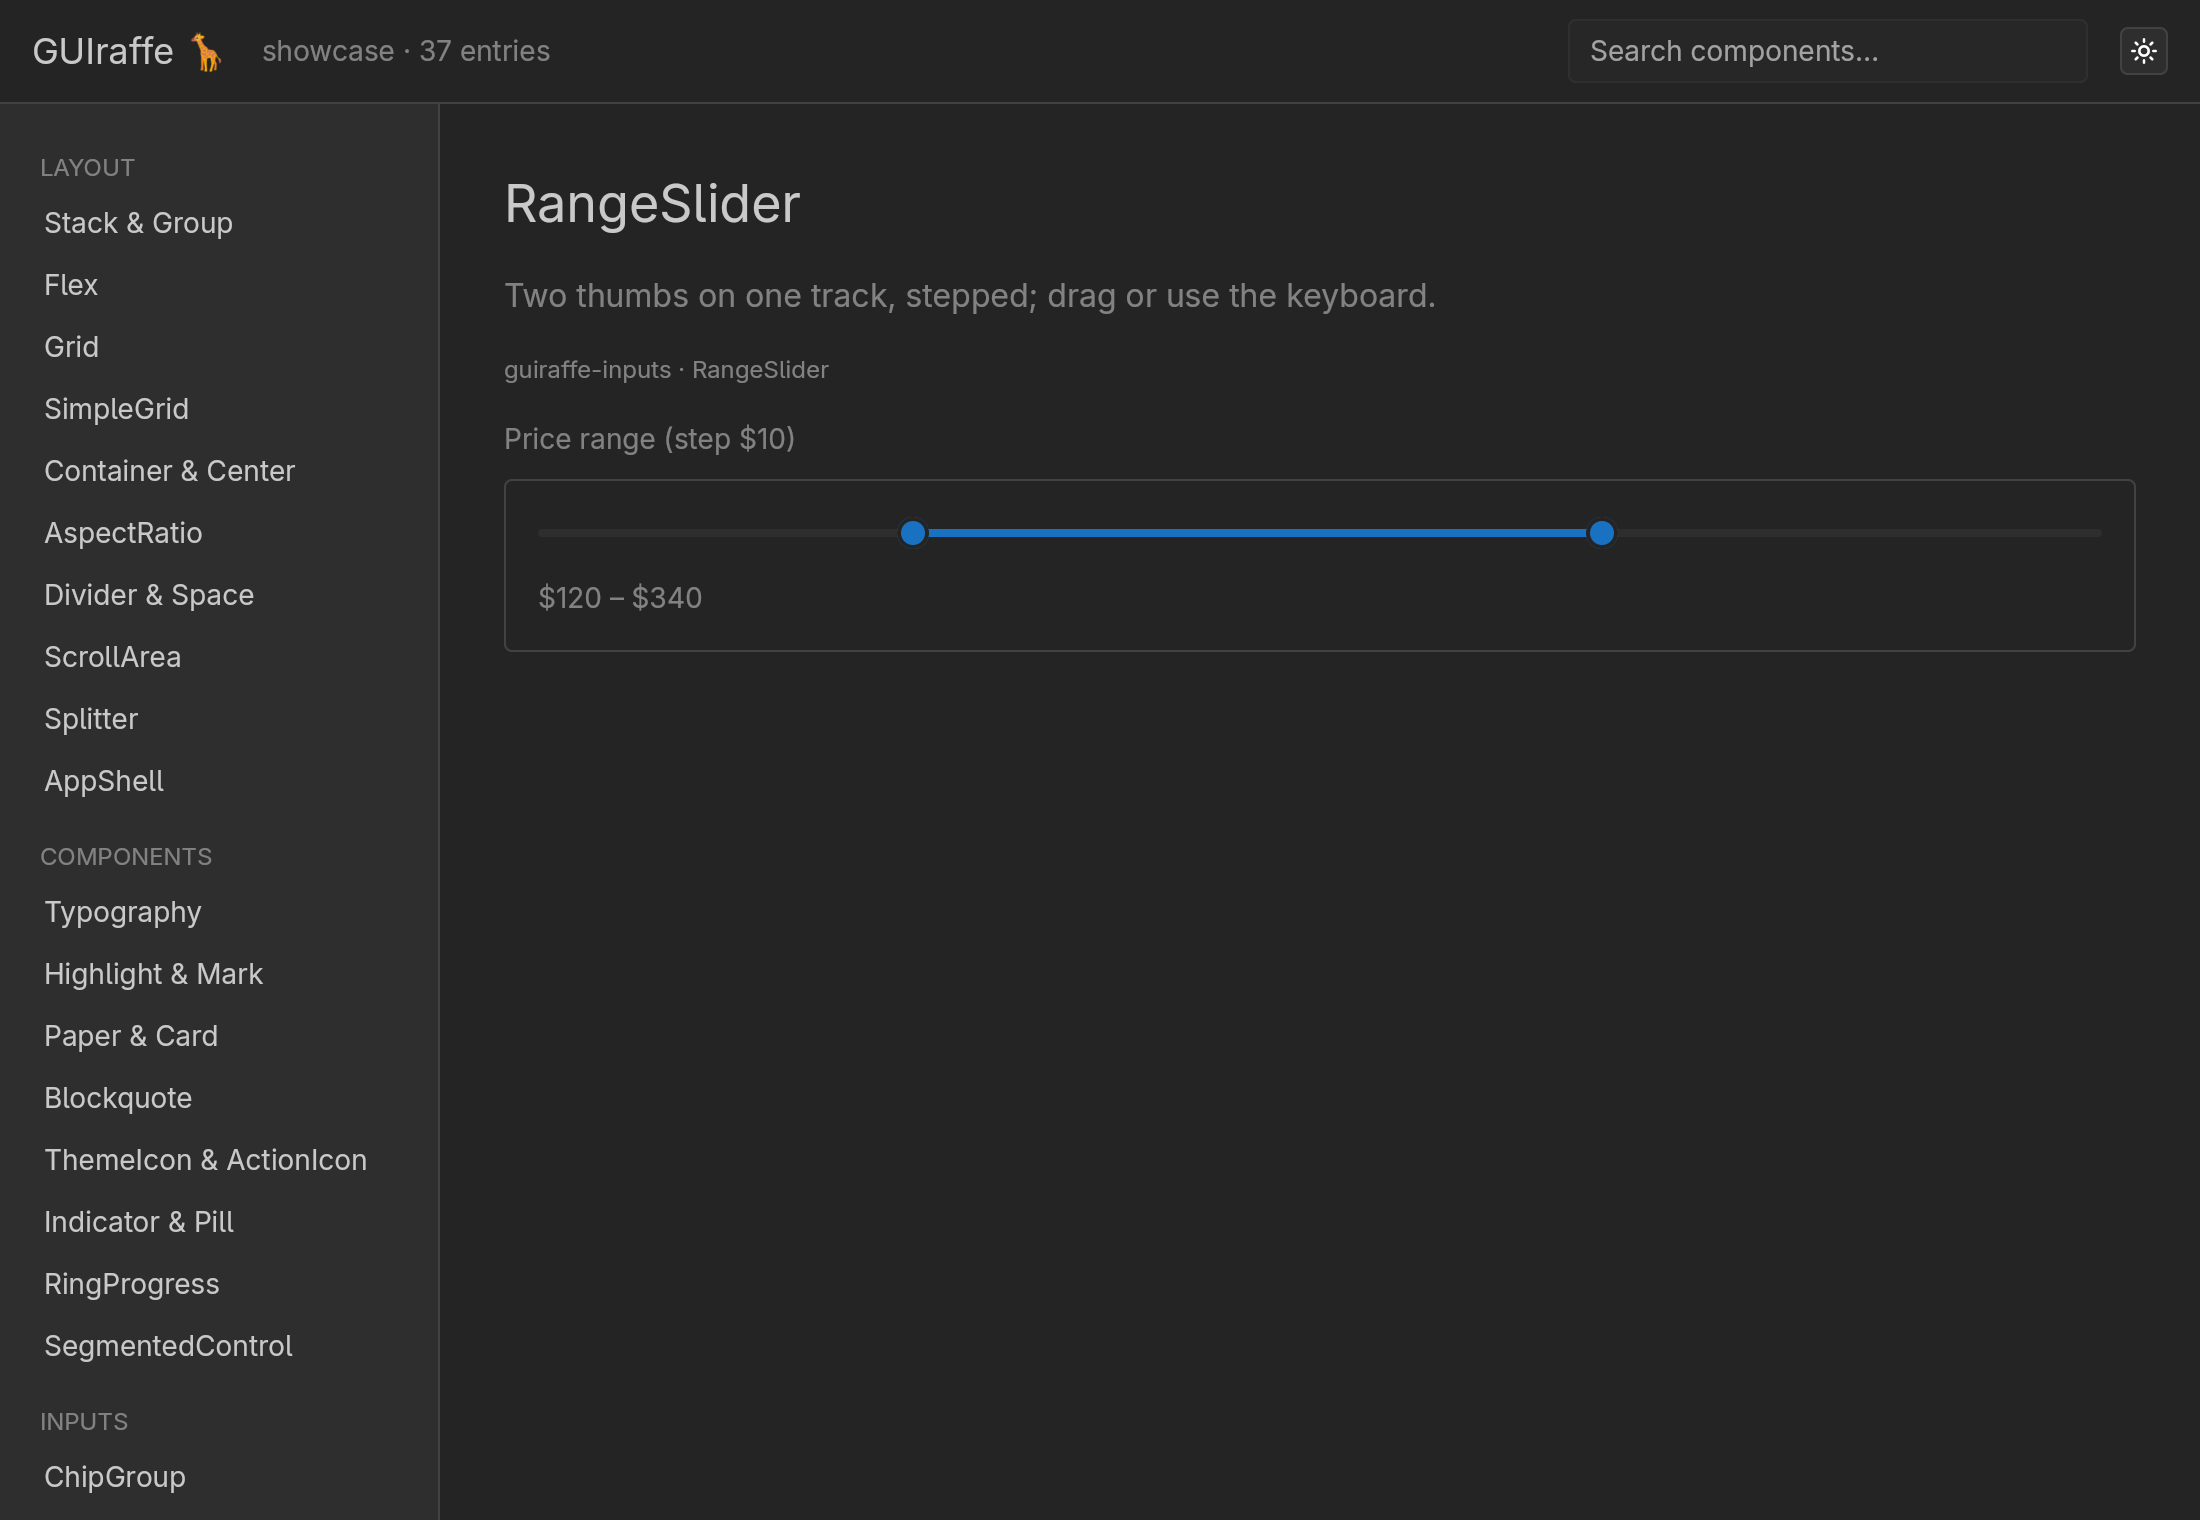 GUIraffe 🦒 showcase · 37 entries
Search components...
LAYOUT
Stack & Group
Flex
Grid
SimpleGrid
Container & Center
AspectRatio
Divider & Space
ScrollArea
Splitter
AppShell
COMPONENTS
Typography
Highlight & Mark
Paper & Card
Blockquote
ThemeIcon & ActionIcon
Indicator & Pill
RingProgress
SegmentedControl
INPUTS
ChipGroup
RangeSlider
Two thumbs on one track, stepped; drag or use the keyboard.
guiraffe-inputs · RangeSlider
Price range (step $10)
$120 – $340